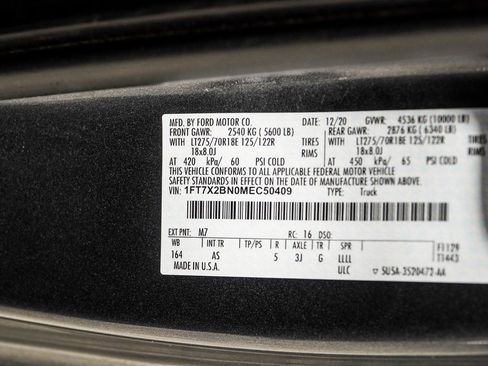 MFD. BY FORD MOTOR CO. 12/20 GVWR: 4536 KG (10000 LB)
FRONT GAWR: 2540 KG (5600 LB) REAR GAWR: 2876 KG (6340 LB)
WITH LT275/70R18E 125/122R TIRES WITH LT275/70R18E 125/122R TIRES
18x8.0J RIMS 18x8.0J RIMS
AT 420 kPa/ 60 PSI COLD AT 450 kPa/ 65 PSI COLD
THIS VEHICLE CONFORMS TO ALL APPLICABLE FEDERAL MOTOR VEHICLE
SAFETY STANDARDS IN EFFECT ON THE DATE OF MANUFACTURE SHOWN ABOVE.
VIN: 1FT7X2BN0MEC50409 TYPE: Truck
EXT PNT: M7 RC: 16 DSO:
WB INT TR TP/PS R AXLE TR SPR F1129
164 AS 5 3J G LLLL T1443
MADE IN U.S.A. ULC 5U5A-3520472-AA